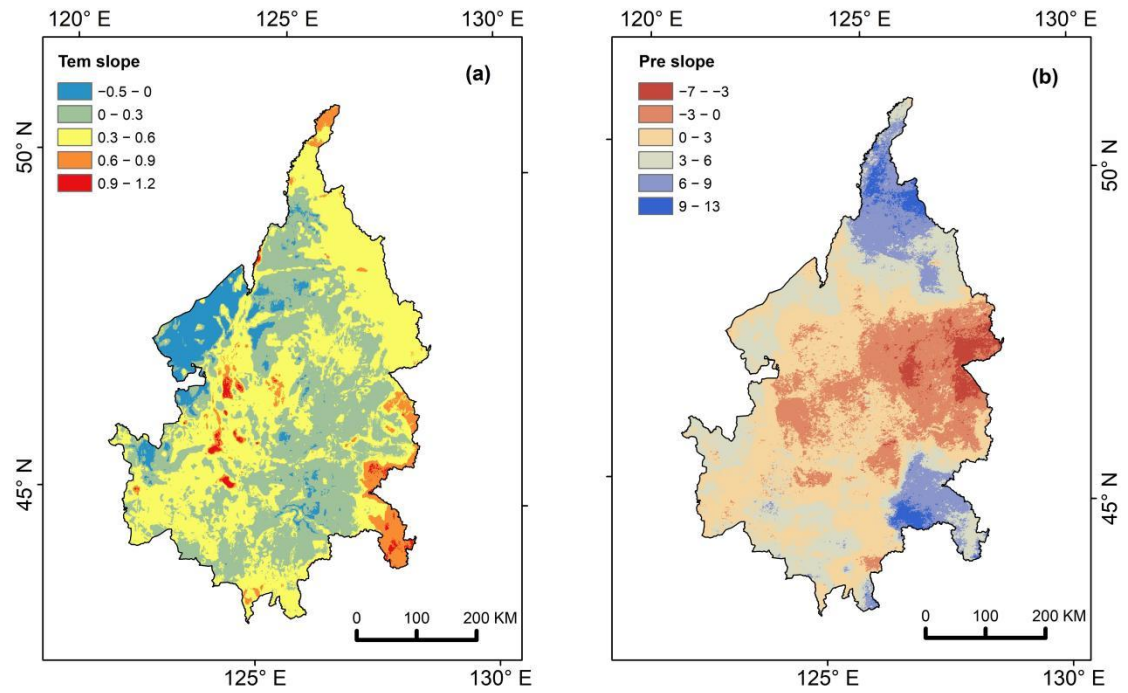 120° E 125° E 130° E
Tem slope
(a)
−0.5 − 0
0 − 0.3
0.3 − 0.6
0.6 − 0.9
0.9 − 1.2
50° N
45° N
0 100 200 KM
125° E 130° E
120° E 125° E 130° E
Pre slope
(b)
−7 − −3
−3 − 0
0 − 3
3 − 6
6 − 9
9 − 13
50° N
45° N
0 100 200 KM
125° E 130° E